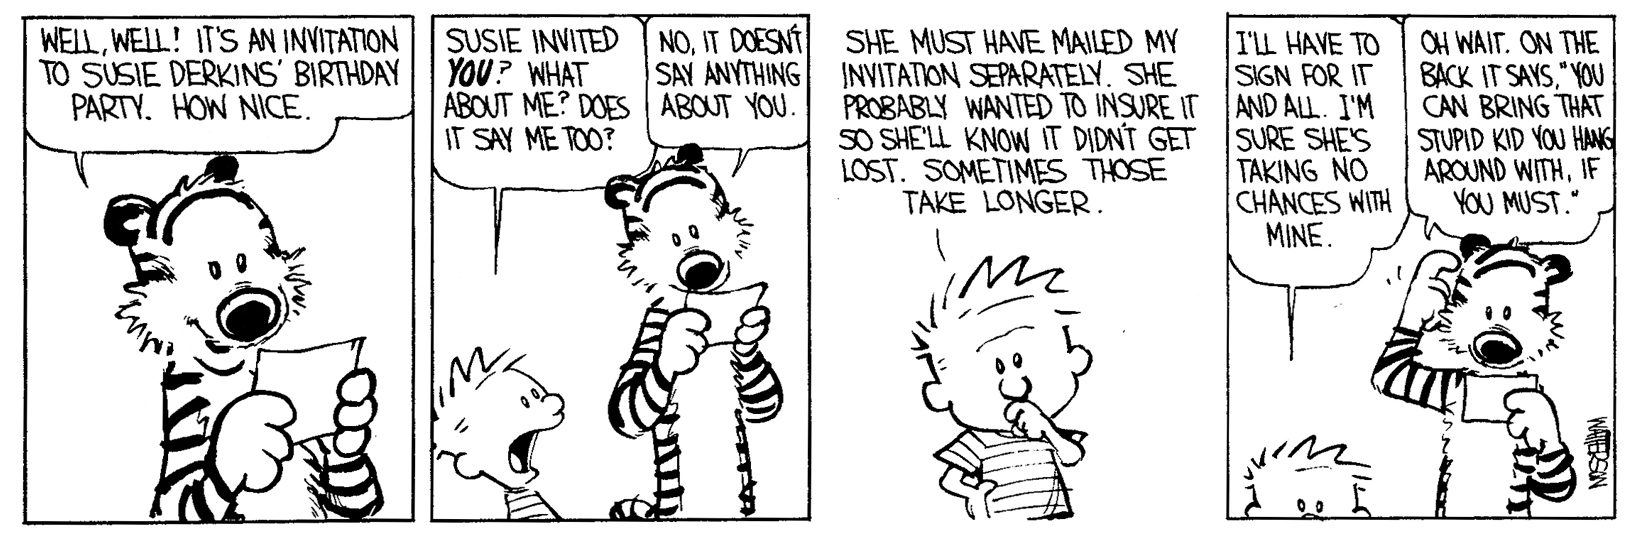 WELL, WELL! IT'S AN INVITATION
TO SUSIE DERKINS' BIRTHDAY
PARTY. HOW NICE.
SUSIE INVITED
YOU? WHAT
ABOUT ME? DOES
IT SAY ME TOO?
NO, IT DOESN'T
SAY ANYTHING
ABOUT YOU.
SHE MUST HAVE MAILED MY
INVITATION SEPARATELY. SHE
PROBABLY WANTED TO INSURE IT
SO SHE'LL KNOW IT DIDN'T GET
LOST. SOMETIMES THOSE
TAKE LONGER.
I'LL HAVE TO
SIGN FOR IT
AND ALL. I'M
SURE SHE'S
TAKING NO
CHANCES WITH
MINE.
OH WAIT. ON THE
BACK IT SAYS, "YOU
CAN BRING THAT
STUPID KID YOU HANG
AROUND WITH, IF
YOU MUST."
WATTERSON